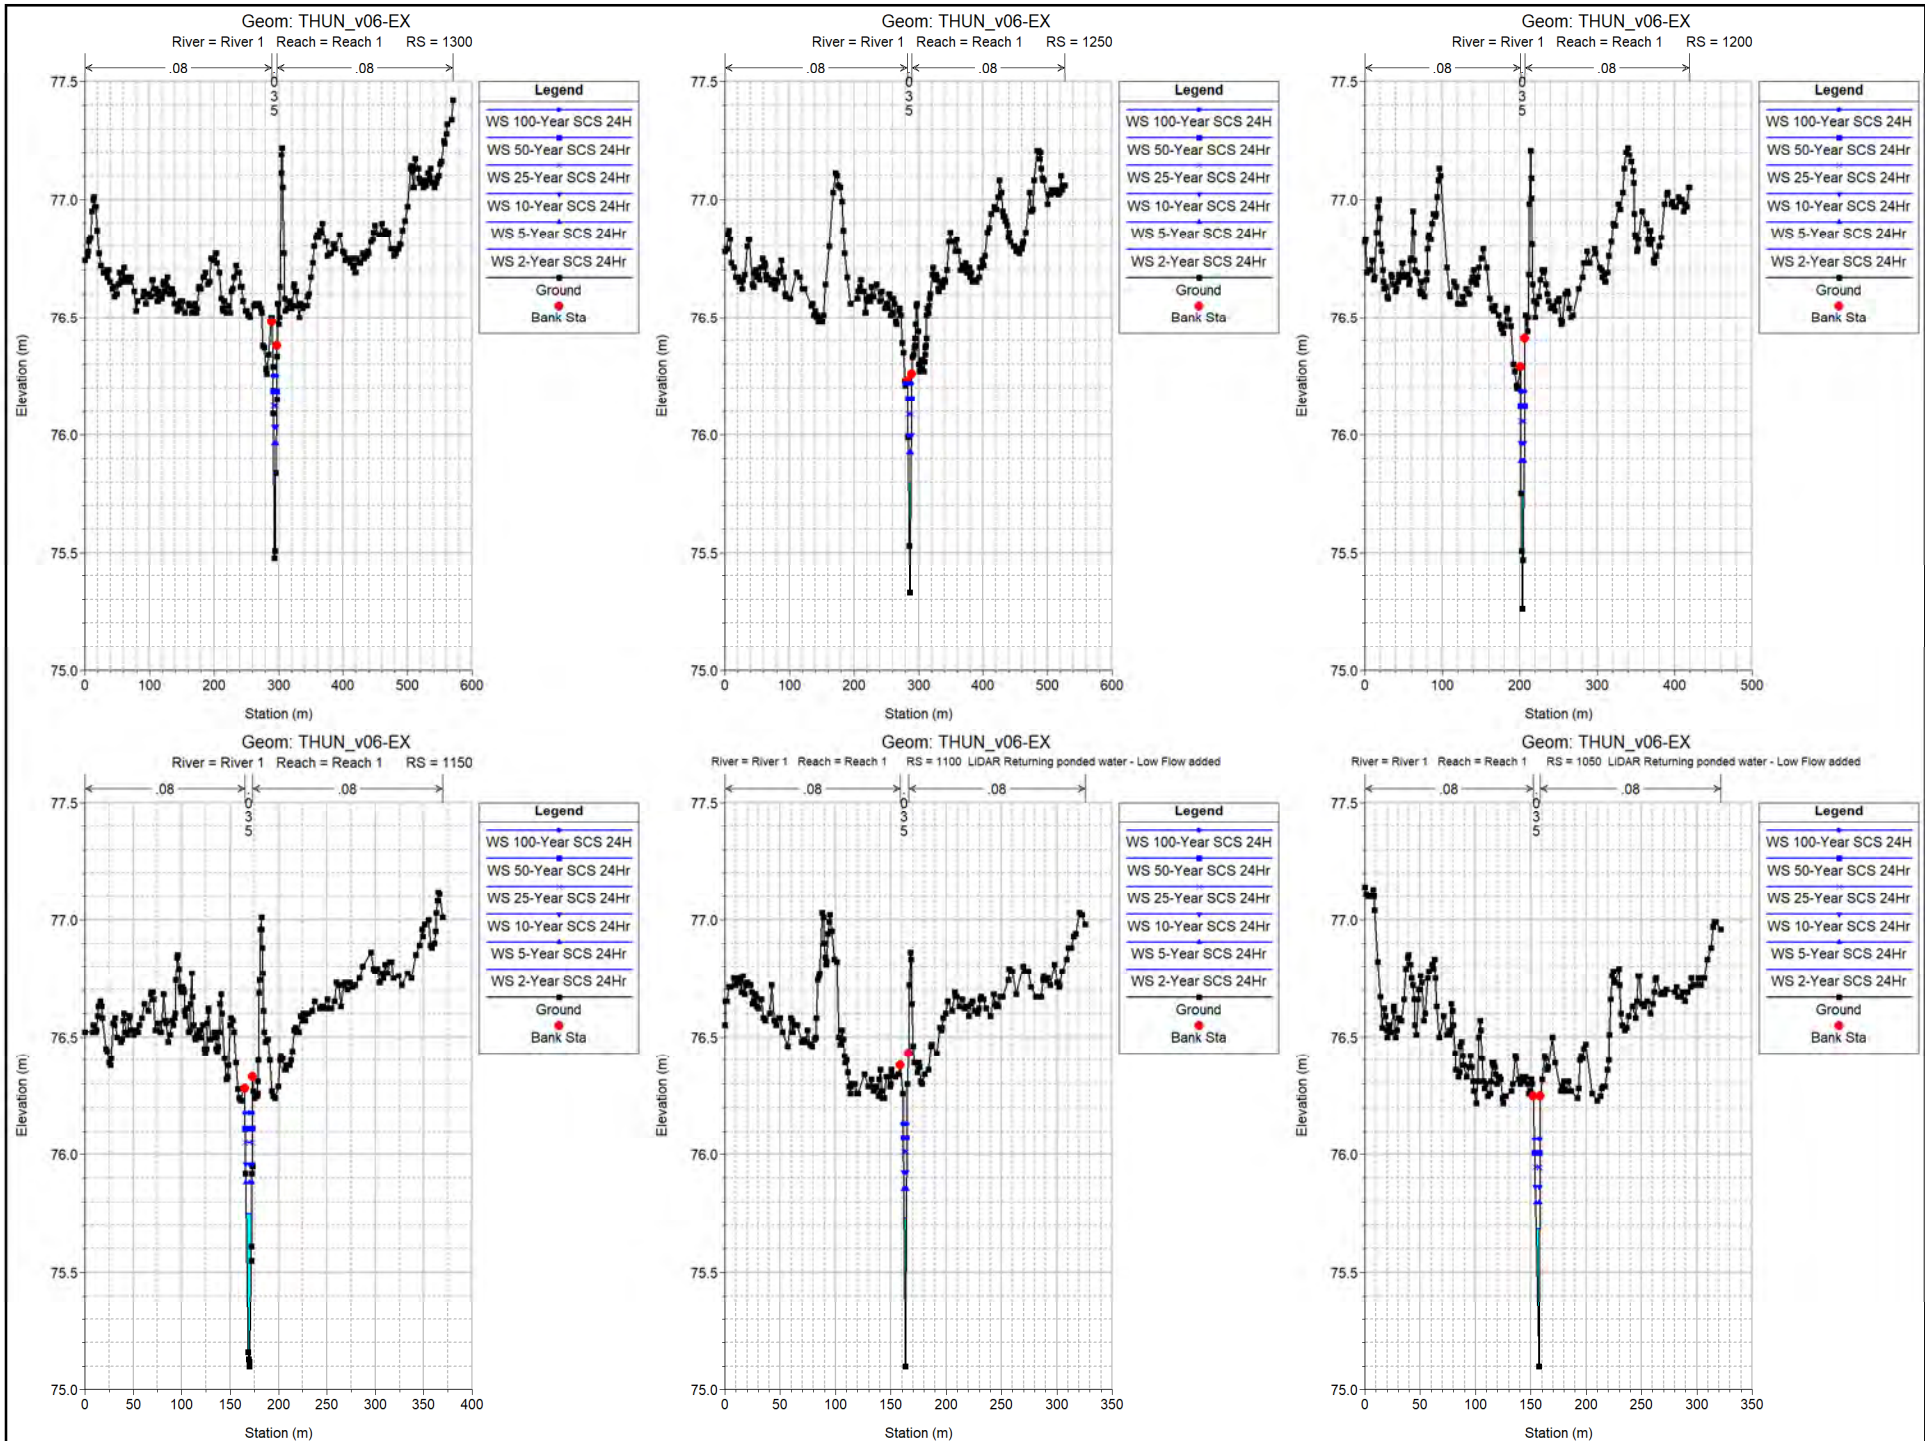 Geom: THUN_v06-EX
River = River 1 Reach = Reach 1 RS = 1300
.08
.035
.08
77.5
77.0
76.5
76.0
75.5
75.0
Elevation (m)
0 100 200 300 400 500 600
Station (m)
Legend
WS 100-Year SCS 24H
WS 50-Year SCS 24Hr
WS 25-Year SCS 24Hr
WS 10-Year SCS 24Hr
WS 5-Year SCS 24Hr
WS 2-Year SCS 24Hr
Ground
Bank Sta
Geom: THUN_v06-EX
River = River 1 Reach = Reach 1 RS = 1250
.08
.035
.08
77.5
77.0
76.5
76.0
75.5
75.0
Elevation (m)
0 100 200 300 400 500 600
Station (m)
Legend
WS 100-Year SCS 24H
WS 50-Year SCS 24Hr
WS 25-Year SCS 24Hr
WS 10-Year SCS 24Hr
WS 5-Year SCS 24Hr
WS 2-Year SCS 24Hr
Ground
Bank Sta
Geom: THUN_v06-EX
River = River 1 Reach = Reach 1 RS = 1200
.08
.035
.08
77.5
77.0
76.5
76.0
75.5
75.0
Elevation (m)
0 100 200 300 400 500
Station (m)
Legend
WS 100-Year SCS 24H
WS 50-Year SCS 24Hr
WS 25-Year SCS 24Hr
WS 10-Year SCS 24Hr
WS 5-Year SCS 24Hr
WS 2-Year SCS 24Hr
Ground
Bank Sta
Geom: THUN_v06-EX
River = River 1 Reach = Reach 1 RS = 1150
.08
.035
.08
77.5
77.0
76.5
76.0
75.5
75.0
Elevation (m)
0 50 100 150 200 250 300 350 400
Station (m)
Legend
WS 100-Year SCS 24H
WS 50-Year SCS 24Hr
WS 25-Year SCS 24Hr
WS 10-Year SCS 24Hr
WS 5-Year SCS 24Hr
WS 2-Year SCS 24Hr
Ground
Bank Sta
Geom: THUN_v06-EX
River = River 1 Reach = Reach 1 RS = 1100 LiDAR Returning ponded water - Low Flow added
.08
.035
.08
77.5
77.0
76.5
76.0
75.5
75.0
Elevation (m)
0 50 100 150 200 250 300 350
Station (m)
Legend
WS 100-Year SCS 24H
WS 50-Year SCS 24Hr
WS 25-Year SCS 24Hr
WS 10-Year SCS 24Hr
WS 5-Year SCS 24Hr
WS 2-Year SCS 24Hr
Ground
Bank Sta
Geom: THUN_v06-EX
River = River 1 Reach = Reach 1 RS = 1050 LiDAR Returning ponded water - Low Flow added
.08
.035
.08
77.5
77.0
76.5
76.0
75.5
75.0
Elevation (m)
0 50 100 150 200 250 300 350
Station (m)
Legend
WS 100-Year SCS 24H
WS 50-Year SCS 24Hr
WS 25-Year SCS 24Hr
WS 10-Year SCS 24Hr
WS 5-Year SCS 24Hr
WS 2-Year SCS 24Hr
Ground
Bank Sta